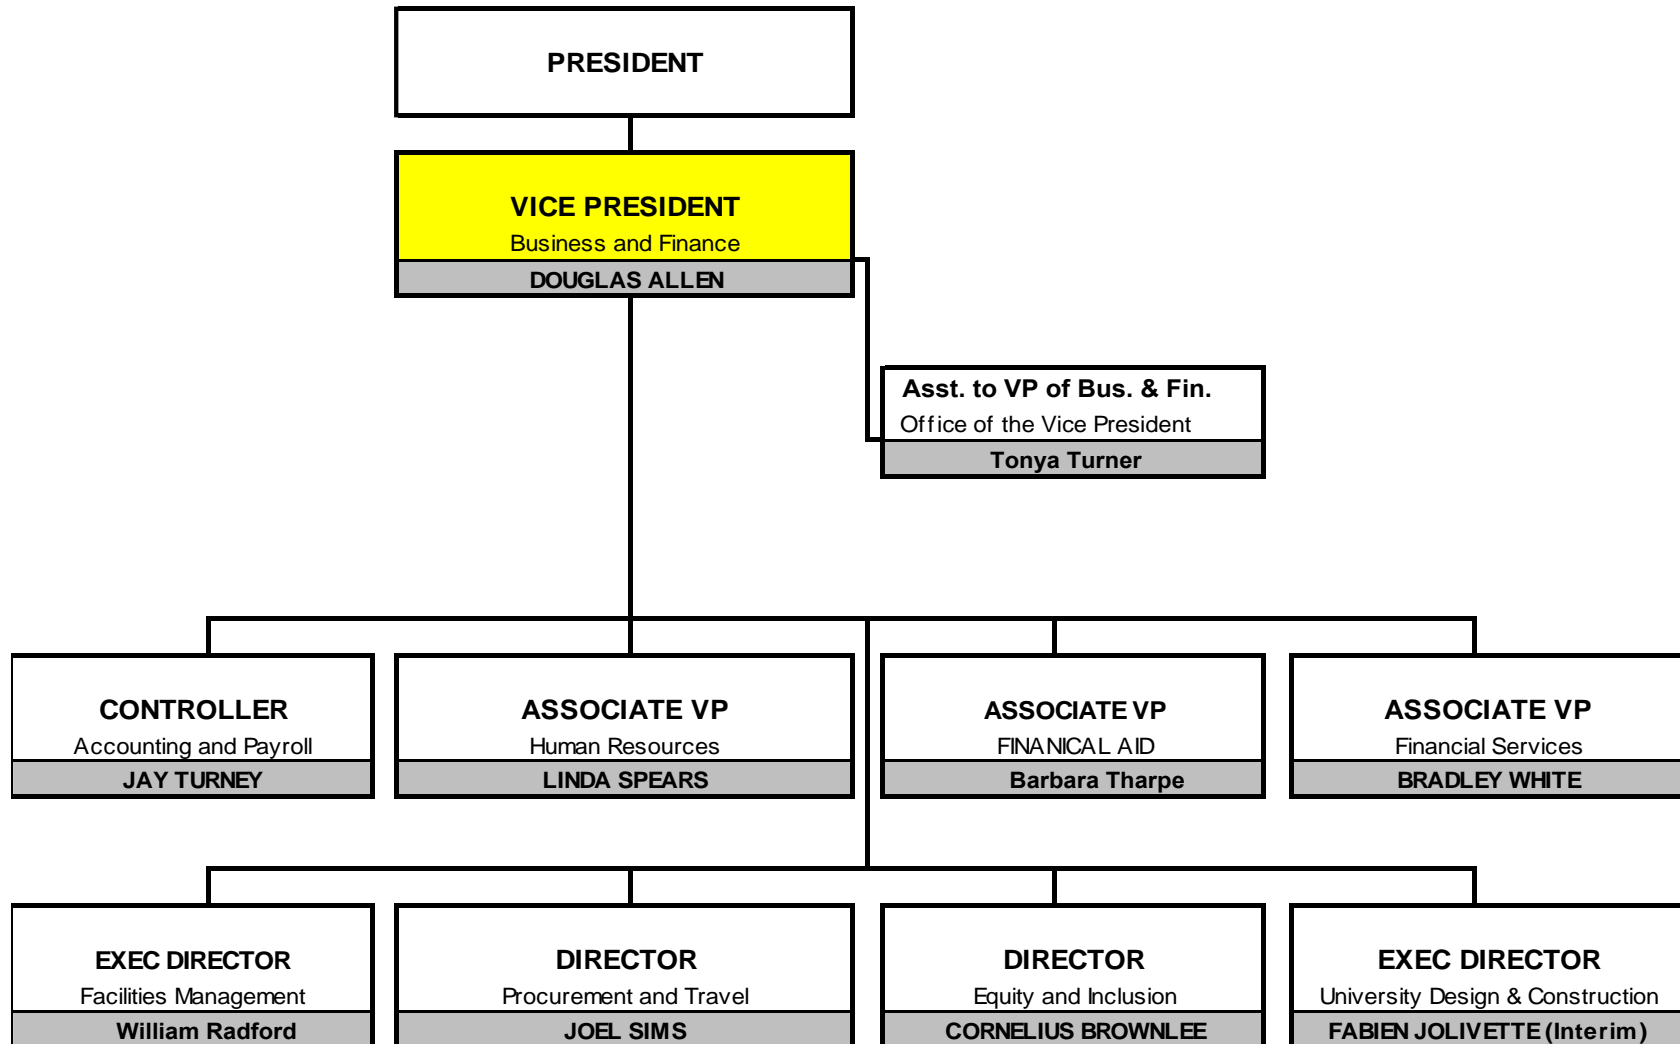 PRESIDENT
VICE PRESIDENT
Business and Finance
DOUGLAS ALLEN
Asst. to VP of Bus. & Fin.
Office of the Vice President
Tonya Turner
CONTROLLER
Accounting and Payroll
JAY TURNEY
ASSOCIATE VP
Human Resources
LINDA SPEARS
ASSOCIATE VP
FINANICAL AID
Barbara Tharpe
ASSOCIATE VP
Financial Services
BRADLEY WHITE
EXEC DIRECTOR
Facilities Management
William Radford
DIRECTOR
Procurement and Travel
JOEL SIMS
DIRECTOR
Equity and Inclusion
CORNELIUS BROWNLEE
EXEC DIRECTOR
University Design & Construction
FABIEN JOLIVETTE (Interim)